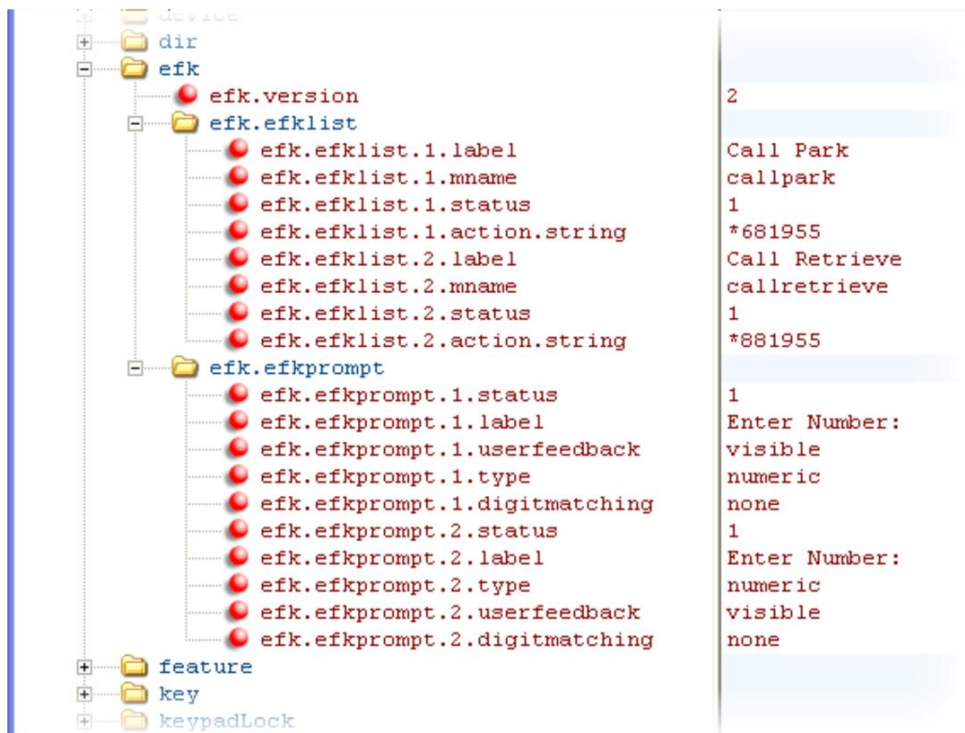 device
dir
efk
efk.version 2
efk.efklist
efk.efklist.1.label Call Park
efk.efklist.1.mname callpark
efk.efklist.1.status 1
efk.efklist.1.action.string *681955
efk.efklist.2.label Call Retrieve
efk.efklist.2.mname callretrieve
efk.efklist.2.status 1
efk.efklist.2.action.string *881955
efk.efkprompt
efk.efkprompt.1.status 1
efk.efkprompt.1.label Enter Number:
efk.efkprompt.1.userfeedback visible
efk.efkprompt.1.type numeric
efk.efkprompt.1.digitmatching none
efk.efkprompt.2.status 1
efk.efkprompt.2.label Enter Number:
efk.efkprompt.2.type numeric
efk.efkprompt.2.userfeedback visible
efk.efkprompt.2.digitmatching none
feature
key
keypadLock